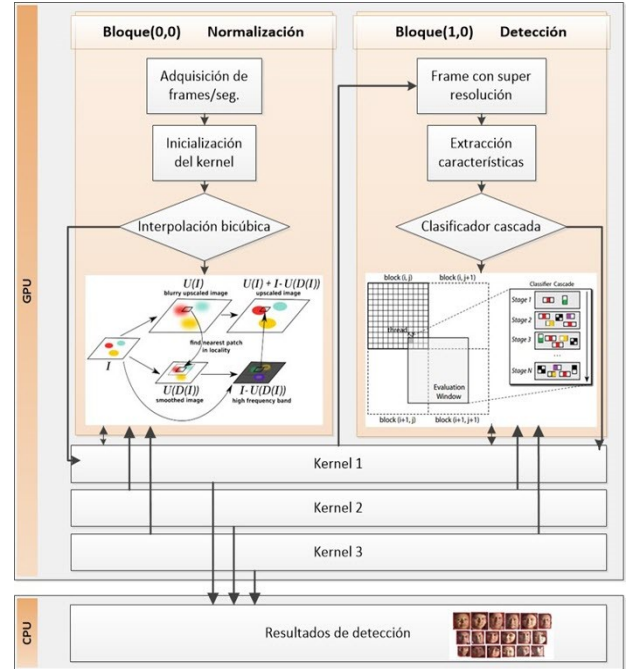 Bloque(0,0) Normalización
Bloque(1,0) Detección
Adquisición de
frames/seg.
Inicialización
del kernel
Interpolación bicúbica
U(I)
blurry upscaled image
U(I) + I - U(D(I))
upscaled image
find nearest patch
in locality
I
U(D(I))
smoothed image
I - U(D(I))
high frequency band
Frame con super
resolución
Extracción
características
Clasificador cascada
block (i, j)
block (i, j+1)
thread
Evaluation
Window
block (i+1, j)
block (i+1, j+1)
Classifier Cascade
Stage 1
Stage 2
Stage 3
...
Stage N
GPU
Kernel 1
Kernel 2
Kernel 3
CPU
Resultados de detección